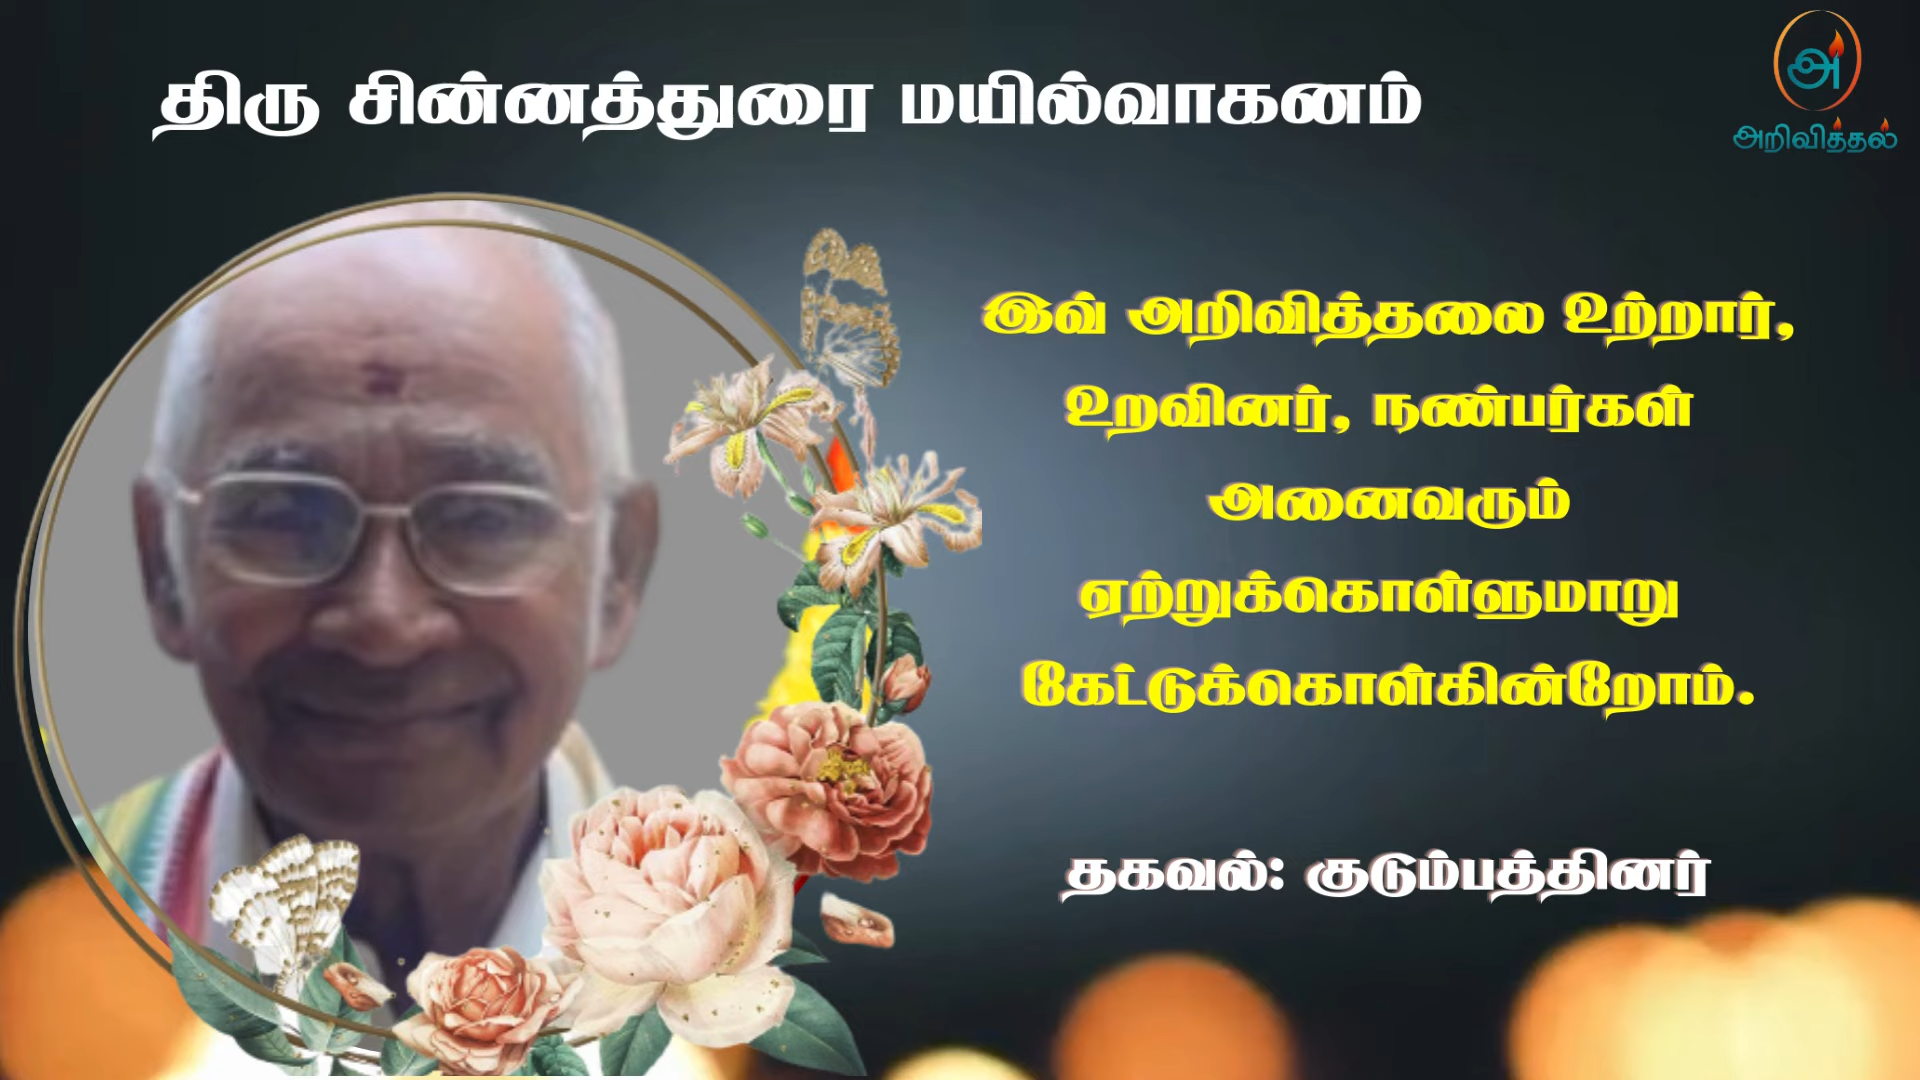 திரு சின்னத்துரை மயில்வாகனம்
அ
அறிவித்தல்
இவ் அறிவித்தலை உற்றார்,
உறவினர், நண்பர்கள்
அனைவரும்
ஏற்றுக்கொள்ளுமாறு
கேட்டுக்கொள்கின்றோம்.
தகவல்: குடும்பத்தினர்